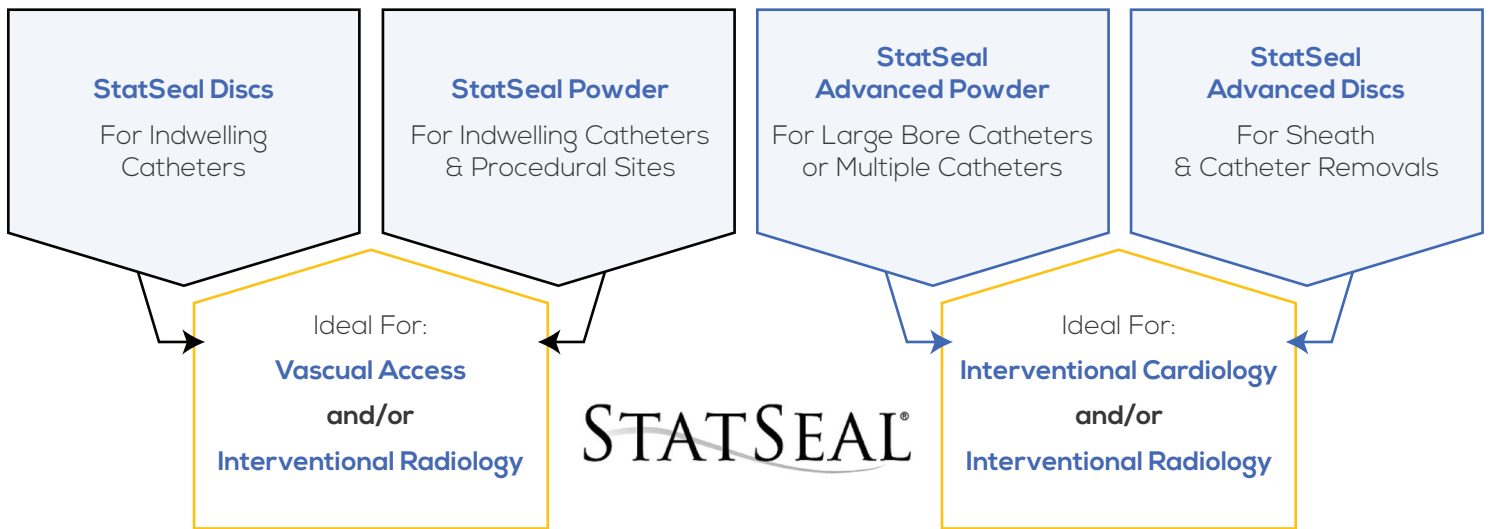 StatSeal Discs
For Indwelling
Catheters
StatSeal Powder
For Indwelling Catheters
& Procedural Sites
StatSeal
Advanced Powder
For Large Bore Catheters
or Multiple Catheters
StatSeal
Advanced Discs
For Sheath
& Catheter Removals
Ideal For:
Vascual Access
and/or
Interventional Radiology
STATSEAL®
Ideal For:
Interventional Cardiology
and/or
Interventional Radiology